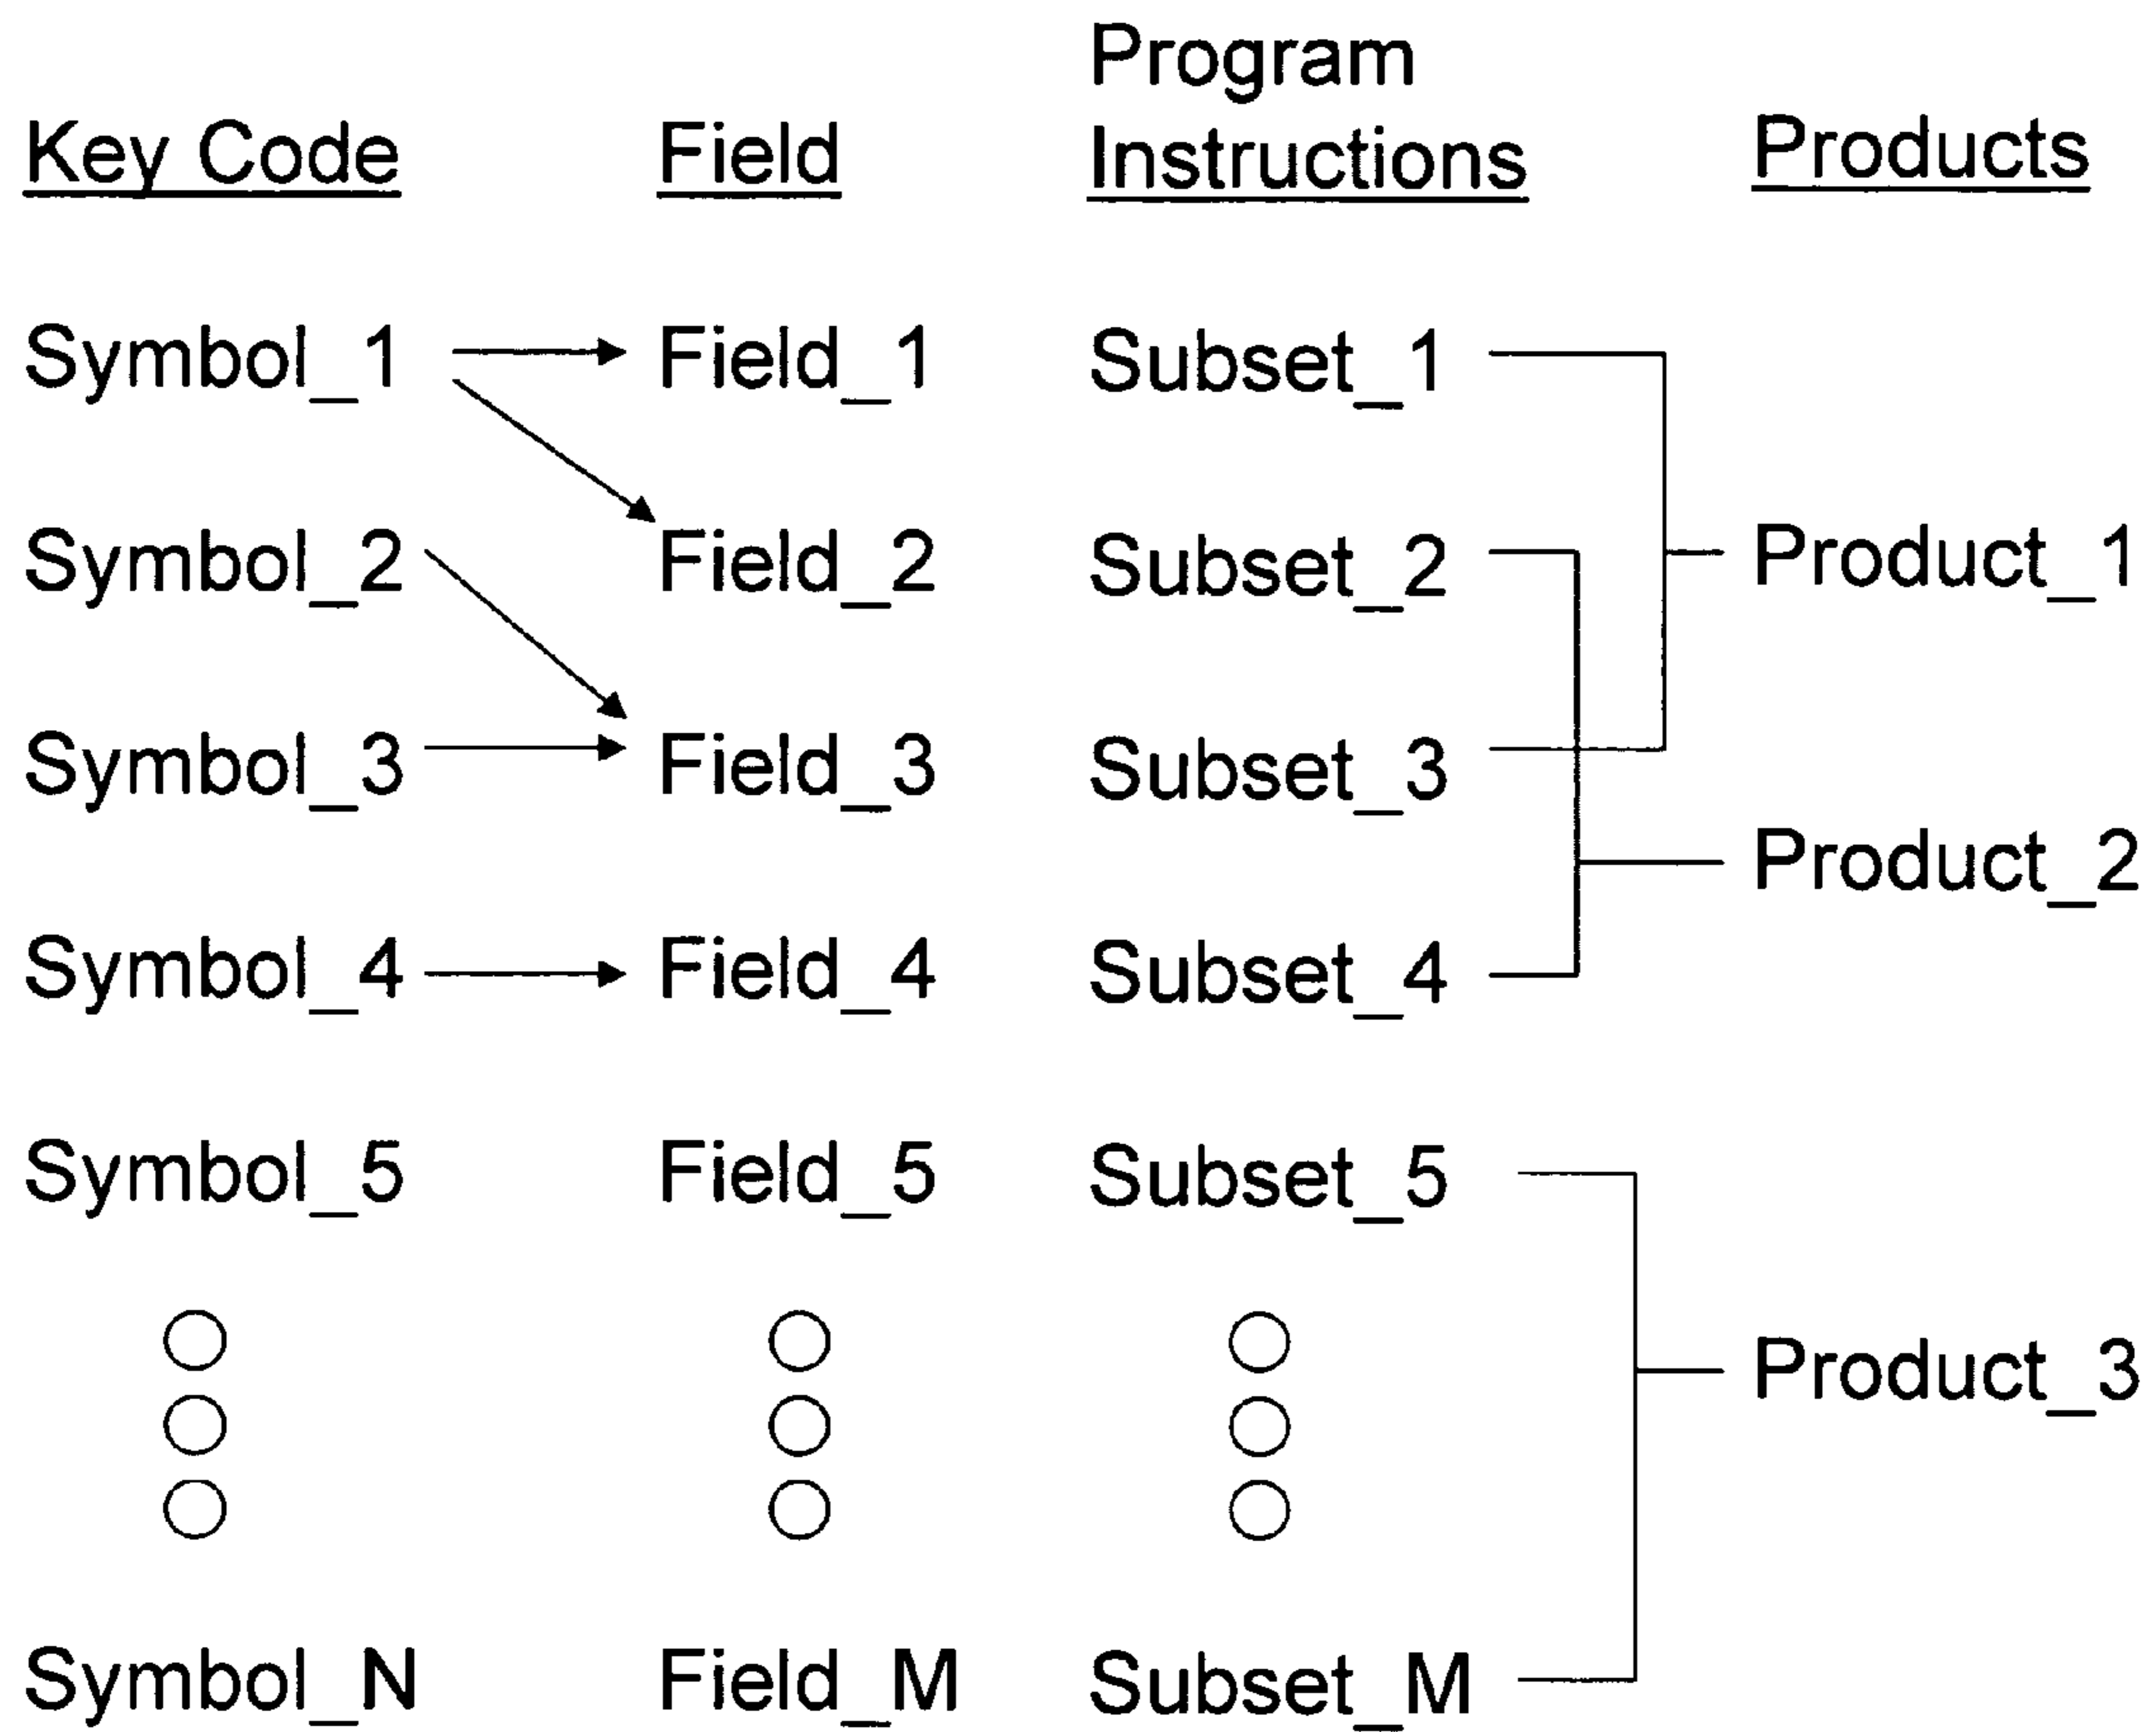 Program
Key Code Field Instructions Products
Symbol_1 Field_1 Subset_1
Symbol_2 Field_2 Subset_2 Product_1
Symbol_3 Field_3 Subset_3
Product_2
Symbol_4 Field_4 Subset_4
Symbol_5 Field_5 Subset_5
Product_3
Symbol_N Field_M Subset_M